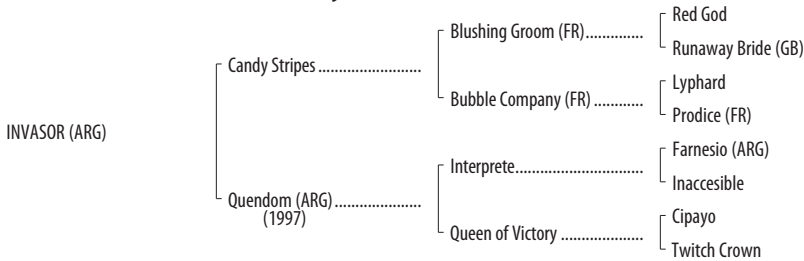 Red God
Blushing Groom (FR)..............
Runaway Bride (GB)
Candy Stripes .........................
Lyphard
Bubble Company (FR) ............
Prodice (FR)
INVASOR (ARG)
Farnesio (ARG)
Interprete...............................
Inaccesible
Quendom (ARG) .....................
(1997)
Cipayo
Queen of Victory ....................
Twitch Crown